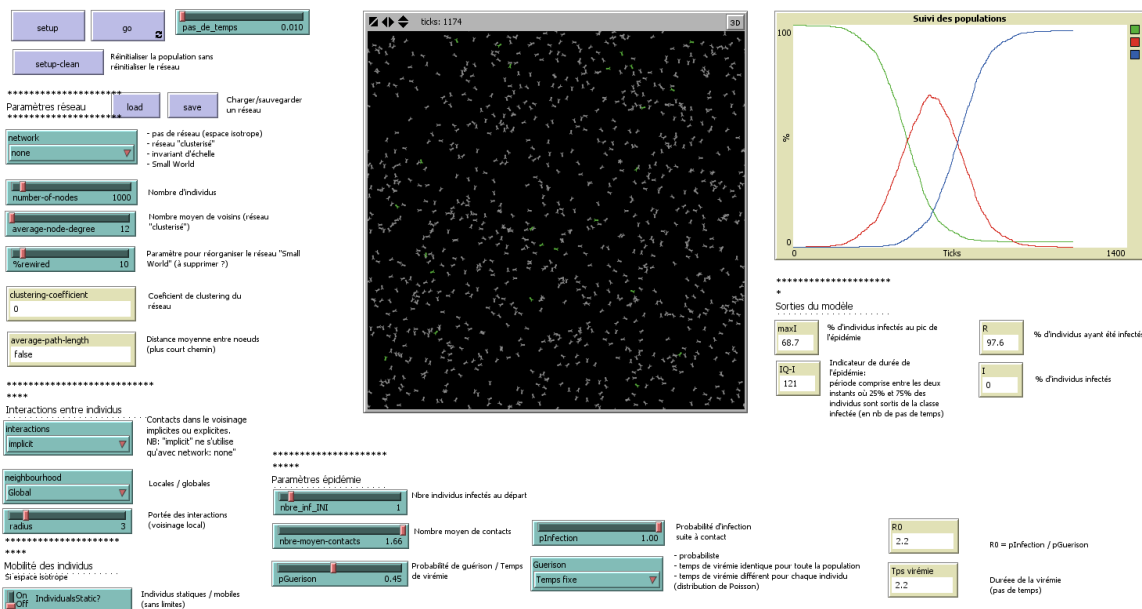 setup
go
pas_de_temps 0.010
setup-clean
Réinitialiser la population sans
réinitialiser le réseau
*********************
Paramètres réseau
*********************
load
save
Charger/sauvegarder
un réseau
network
none
- pas de réseau (espace isotrope)
- réseau "clusterisé"
- invariant d'échelle
- Small World
number-of-nodes 1000
Nombre d'individus
average-node-degree 12
Nombre moyen de voisins (réseau
"clusterisé")
%rewired 10
Paramètre pour réorganiser le réseau "Small
World" (à supprimer ?)
clustering-coefficient
0
Coeficient de clustering du
réseau
average-path-length
false
Distance moyenne entre noeuds
(plus court chemin)
***************************
****
Interactions entre individus
interactions
implicit
Contacts dans le voisinage
implicites ou explicites.
NB: "implicit" ne s'utilise
qu'avec network: none"
neighbourhood
Global
Locales / globales
radius 3
Portée des interactions
(voisinage local)
*********************
****
Mobilité des individus
Si espace isotrope
On
Off
IndividualsStatic?
Individus statiques / mobiles
(sans limites)
ticks: 1174
3D
*********************
*****
Paramètres épidémie
nbre_inf_INI 1
Nbre individus infectés au départ
nbre-moyen-contacts 1.66
Nombre moyen de contacts
pGuerison 0.45
Probabilité de guérison / Temps
de virémie
pInfection 1.00
Probabilité d'infection
suite à contact
Guerison
Temps fixe
- probabiliste
- temps de virémie identique pour toute la population
- temps de virémie différent pour chaque individu
(distribution de Poisson)
Suivi des populations
100
%
0
0
Ticks
1400
*********************
*
Sorties du modèle
maxI
68.7
% d'individus infectés au pic de
l'épidémie
R
97.6
% d'individus ayant été infecté
IQ-I
121
Indicateur de durée de
l'épidémie:
période comprise entre les deux
instants où 25% et 75% des
individus sont sortis de la classe
infectée (en nb de pas de temps)
I
0
% d'individus infectés
R0
2.2
R0 = pInfection / pGuerison
Tps virémie
2.2
Duréee de la virémie
(pas de temps)